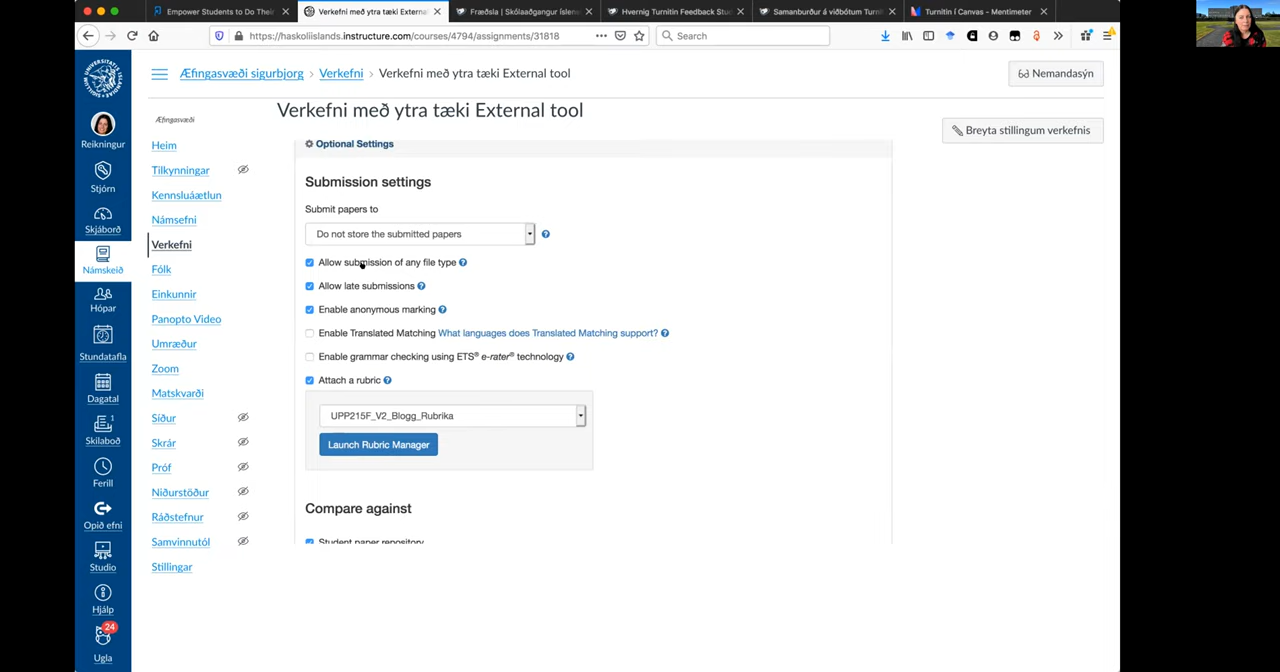 Empower Students to Do Thei
Verkefni með ytra tæki Extern
Fræðsla | Skólaaðgangur íslen
Hvernig Turnitin Feedback Stu
Samanburður á viðbótum Turn
Turnitin í Canvas - Mentimeter
https://haskoliislands.instructure.com/courses/4794/assignments/31818
Search
Æfingasvæði sigurbjorg › Verkefni › Verkefni með ytra tæki External tool
Nemandasýn
Verkefni með ytra tæki External tool
Breyta stillingum verkefnis
Reikningur
Stjórn
Skjáborð
Námskeið
Hópar
Stundatafla
Dagatal
1
Skilaboð
Ferill
Opið efni
Studio
Hjálp
24
Ugla
Æfingasvæði
Heim
Tilkynningar
Kennsluáætlun
Námsefni
Verkefni
Fólk
Einkunnir
Panopto Video
Umræður
Zoom
Matskvarði
Síður
Skrár
Próf
Niðurstöður
Ráðstefnur
Samvinnutól
Stillingar
Optional Settings
Submission settings
Submit papers to
Do not store the submitted papers
Allow submission of any file type
Allow late submissions
Enable anonymous marking
Enable Translated Matching What languages does Translated Matching support?
Enable grammar checking using ETS® e-rater® technology
Attach a rubric
UPP215F_V2_Blogg_Rubrika
Launch Rubric Manager
Compare against
Student paper repository